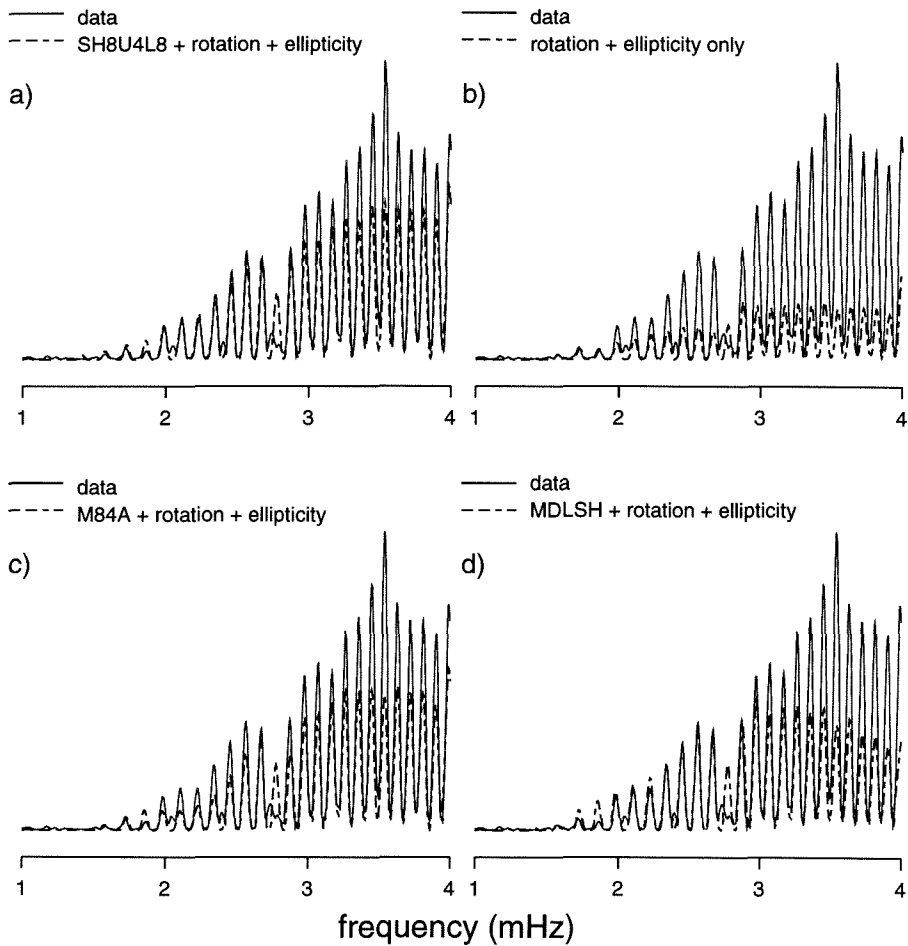 data
SH8U4L8 + rotation + ellipticity
a)
1 2 3 4
data
rotation + ellipticity only
b)
1 2 3 4
data
M84A + rotation + ellipticity
c)
1 2 3 4
data
MDLSH + rotation + ellipticity
d)
1 2 3 4
frequency (mHz)